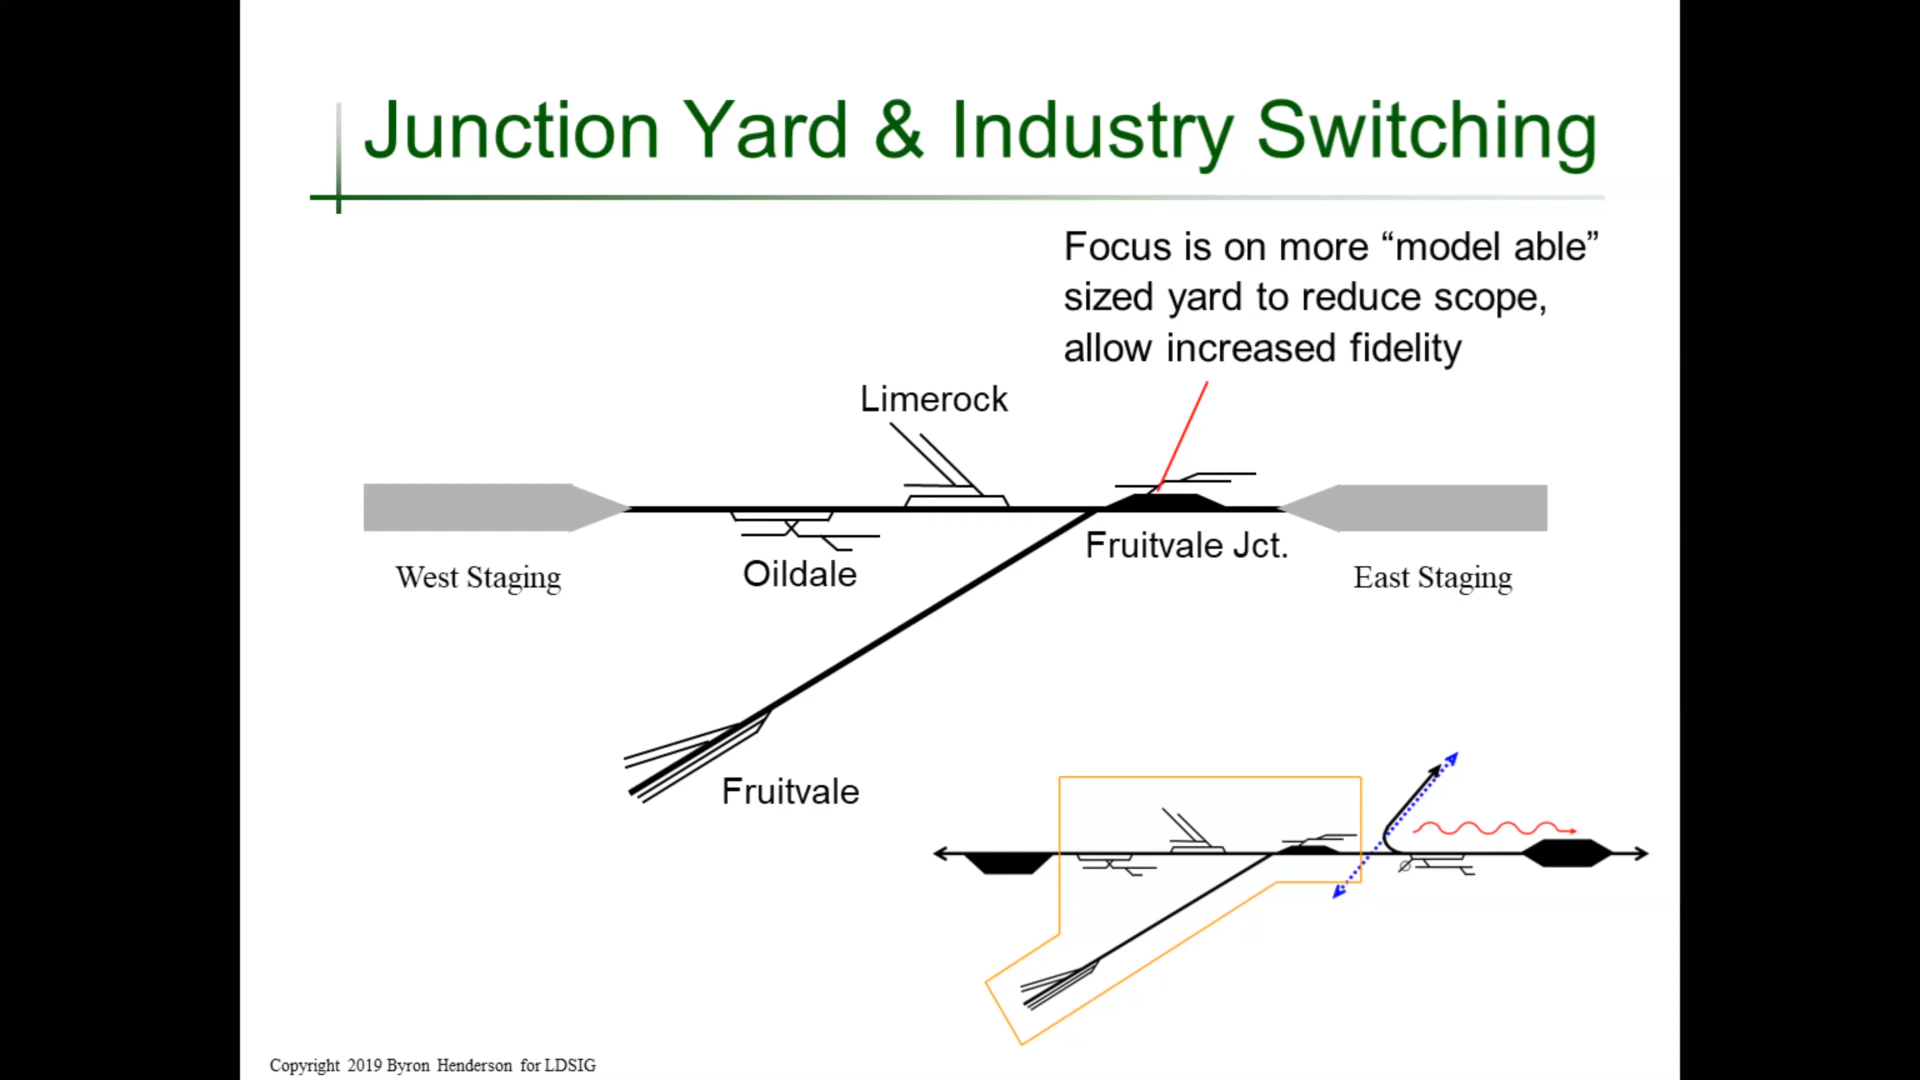 Junction Yard & Industry Switching
Focus is on more “model able”
sized yard to reduce scope,
allow increased fidelity
Limerock
Fruitvale Jct.
Oildale
West Staging
East Staging
Fruitvale
Copyright 2019 Byron Henderson for LDSIG